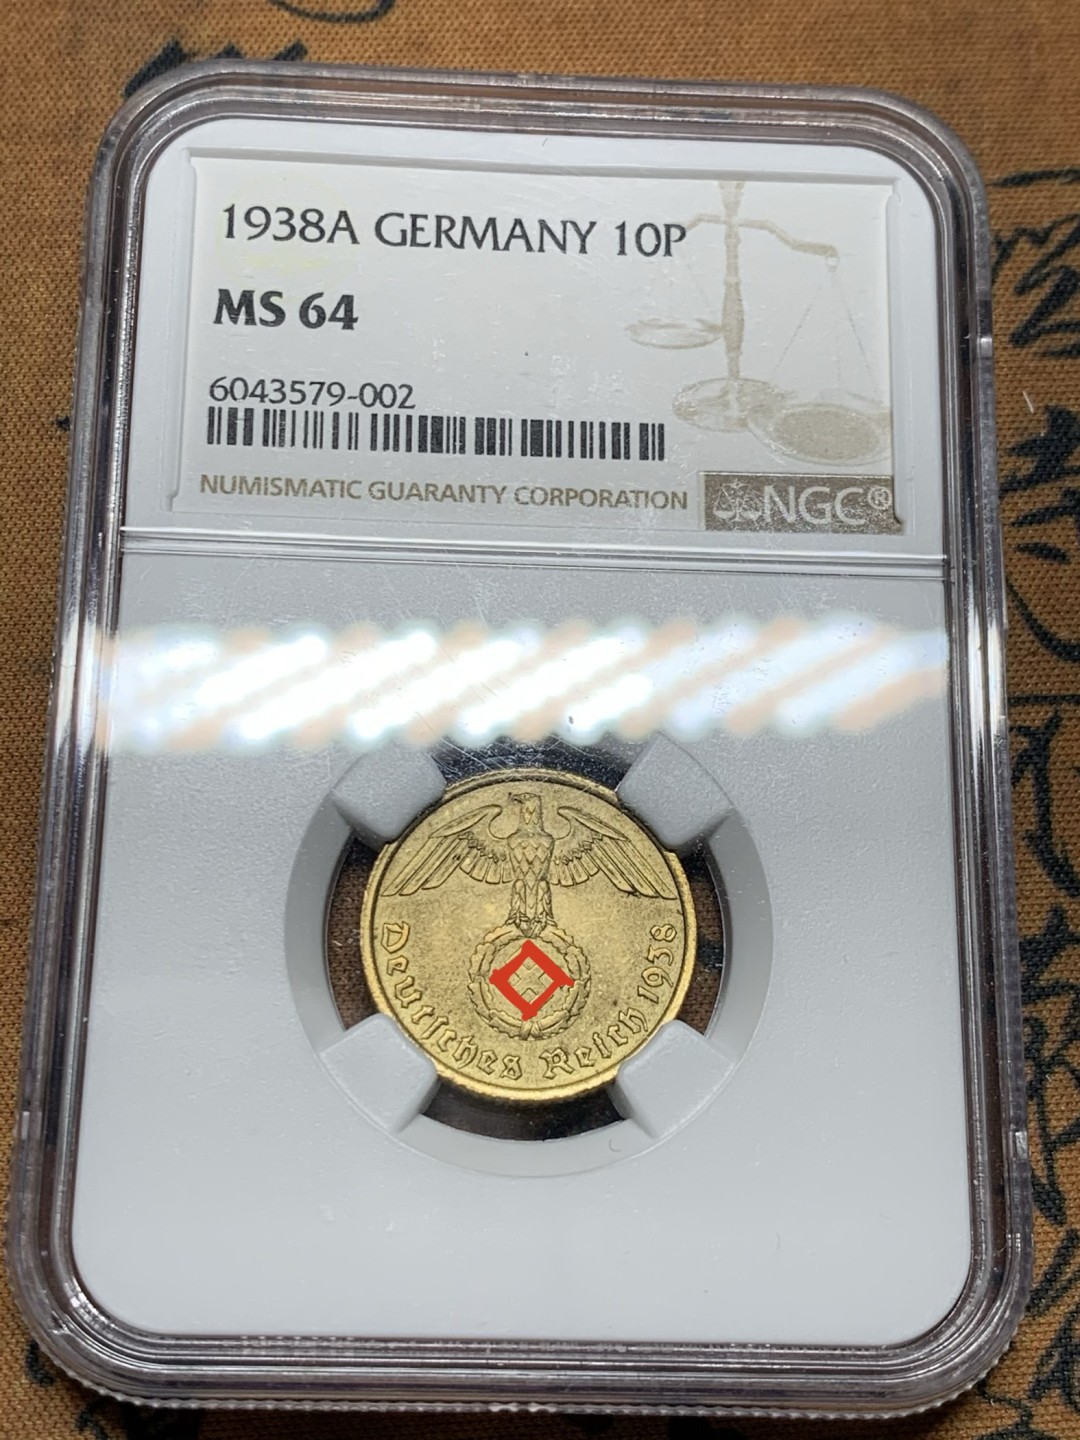 1938A GERMANY 10P
MS 64
6043579-002
NUMISMATIC GUARANTY CORPORATION NGC®
Deutsches Reich 1938